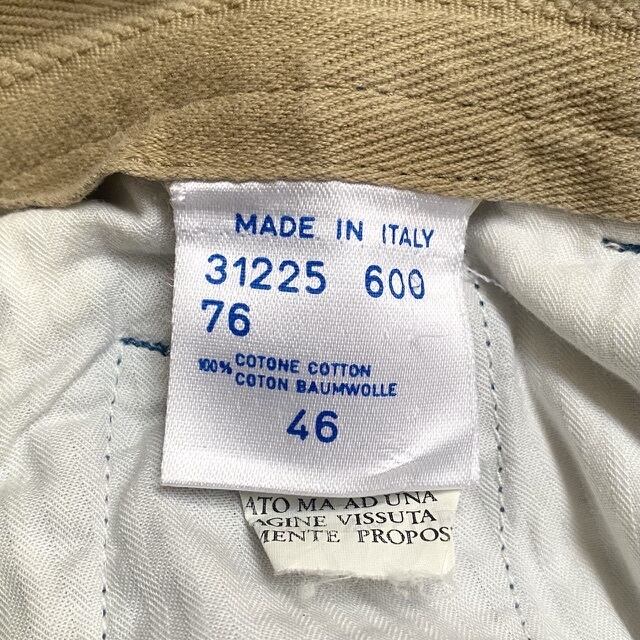 MADE IN ITALY
31225 600
76
100% COTONE COTTON
COTON BAUMWOLLE
46
ATO MA AD UNA
AGINE VISSUTA
MENTE PROPOS